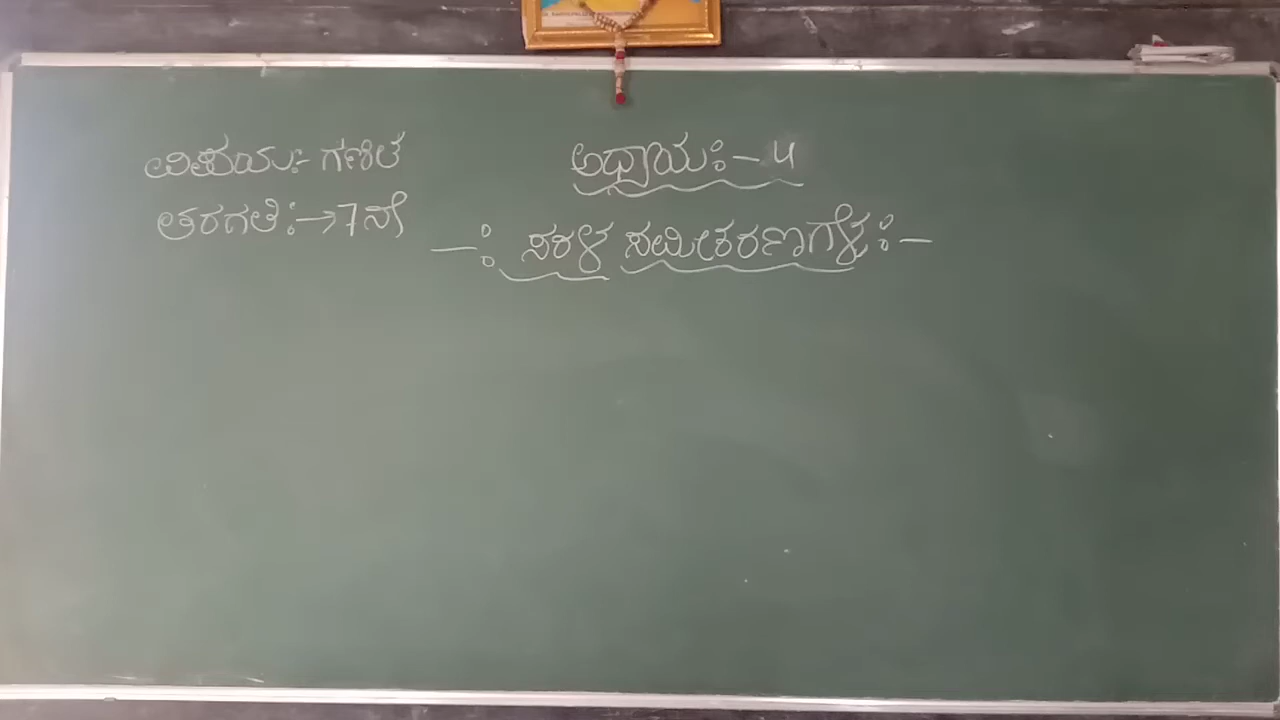 ವಿಷಯ:- ಗಣಿತ
ಅಧ್ಯಾಯ:- 4
ತರಗತಿ:-→ 7ನೇ
-: ಸರಳ ಸಮೀಕರಣಗಳು :-